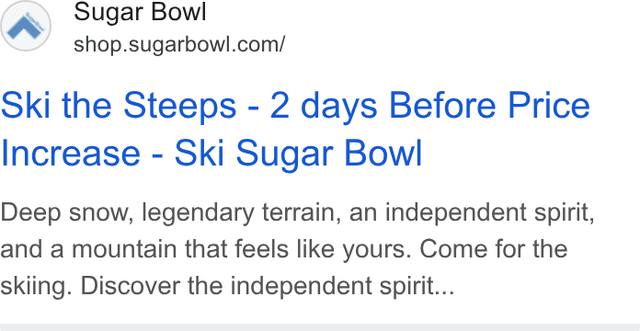 Sugar Bowl
shop.sugarbowl.com/
Ski the Steeps - 2 days Before Price
Increase - Ski Sugar Bowl
Deep snow, legendary terrain, an independent spirit,
and a mountain that feels like yours. Come for the
skiing. Discover the independent spirit...